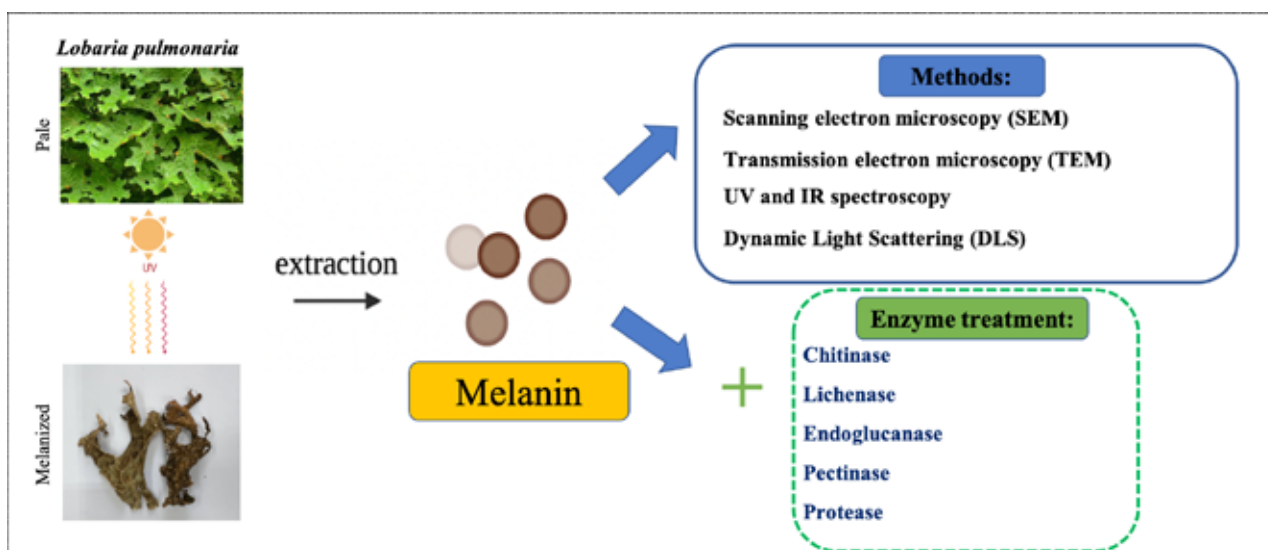 Lobaria pulmonaria
Pale
UV
Melanized
extraction
Melanin
Methods:
Scanning electron microscopy (SEM)
Transmission electron microscopy (TEM)
UV and IR spectroscopy
Dynamic Light Scattering (DLS)
+
Enzyme treatment:
Chitinase
Lichenase
Endoglucanase
Pectinase
Protease